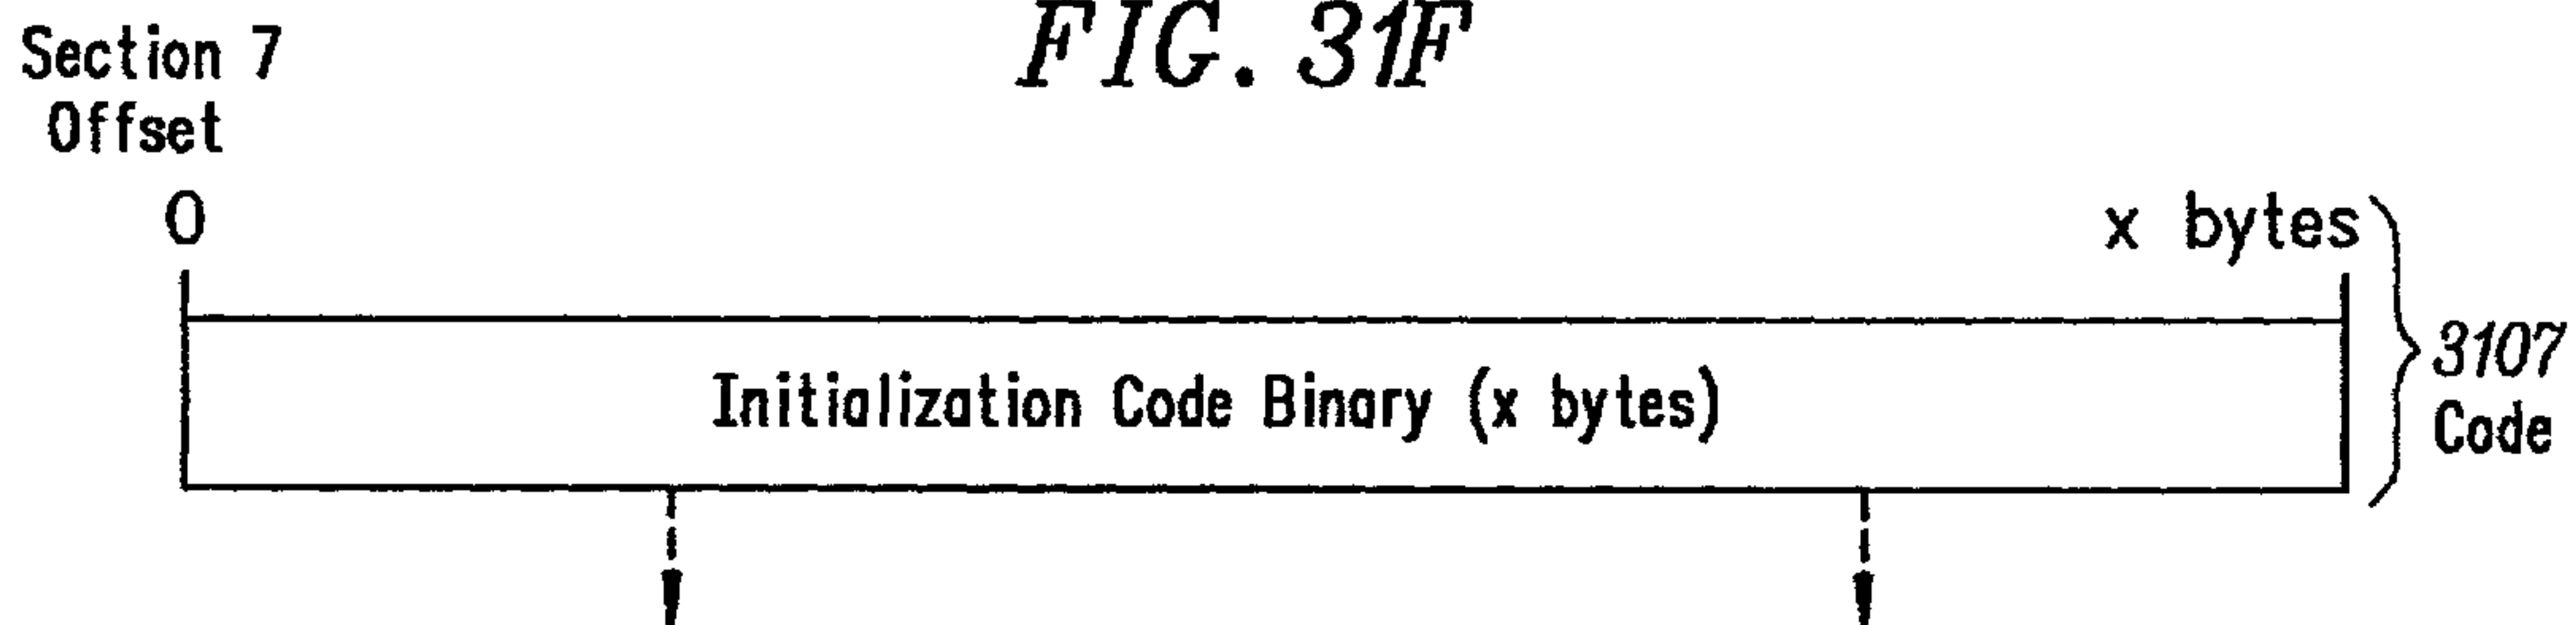 FIG. 31F
Section 7
Offset
0
x bytes
Initialization Code Binary (x bytes)
3107
Code